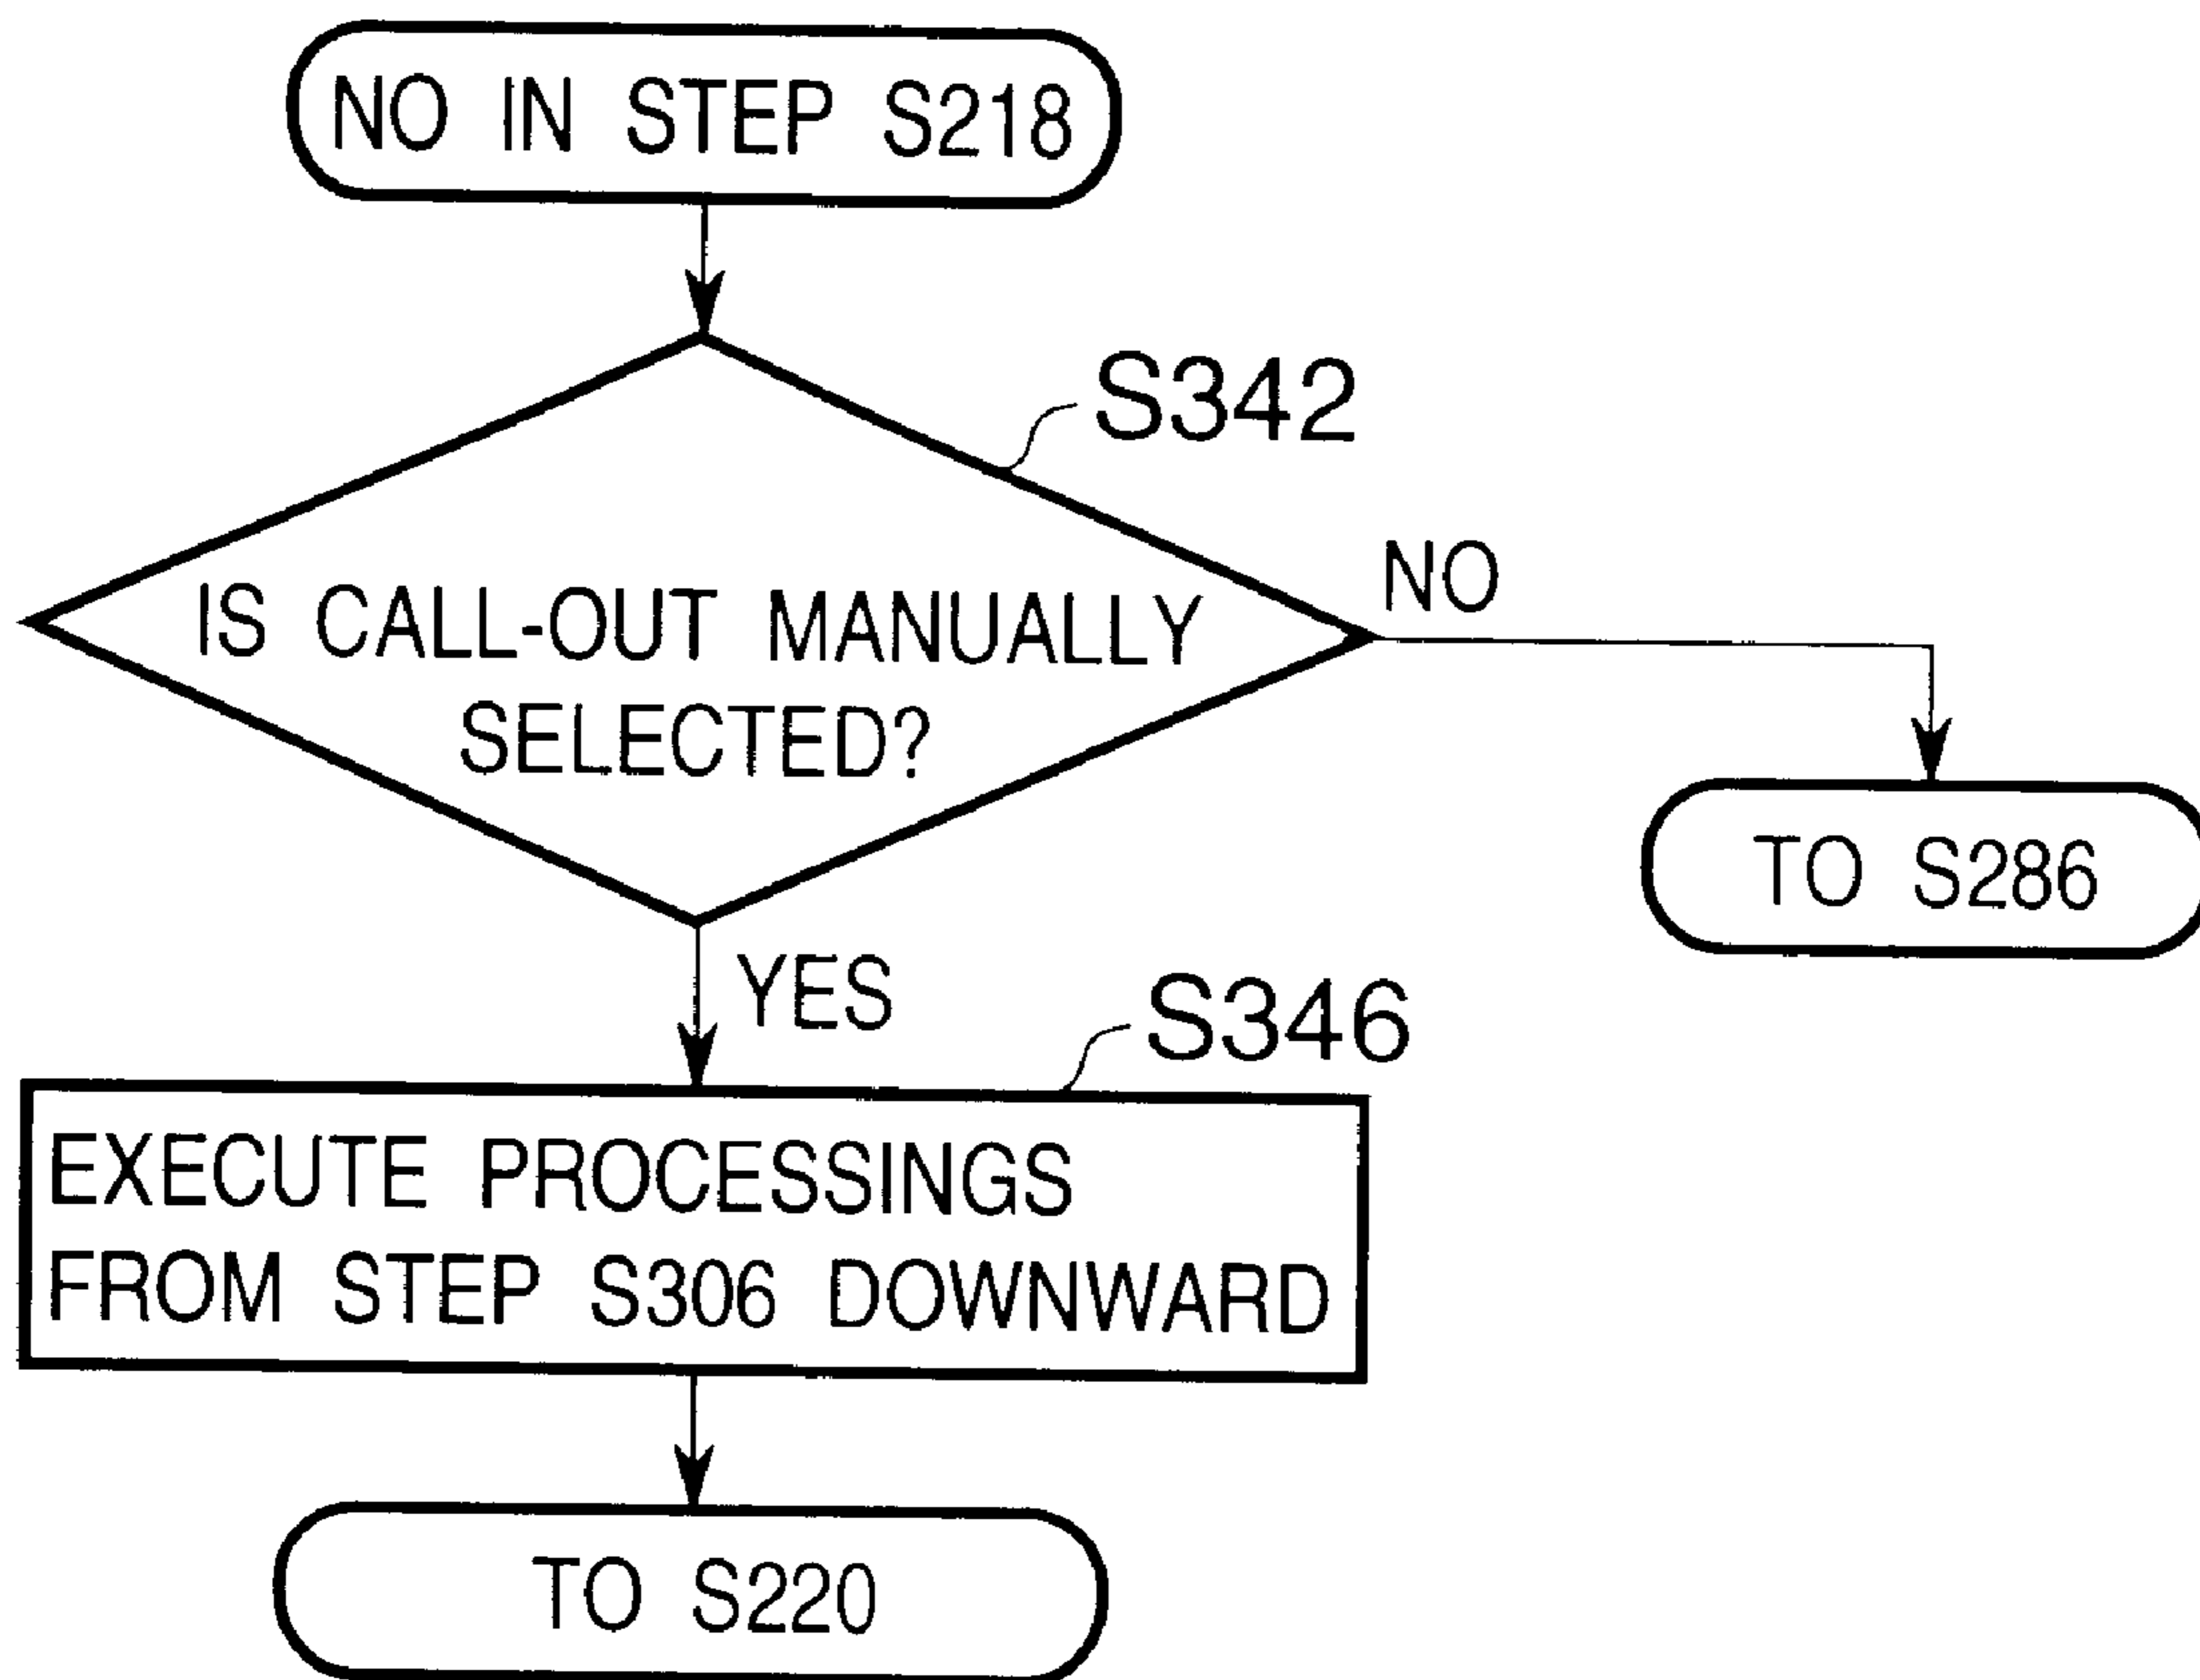 NO IN STEP S218
S342
IS CALL-OUT MANUALLY
SELECTED?
NO
TO S286
YES
S346
EXECUTE PROCESSINGS
FROM STEP S306 DOWNWARD
TO S220